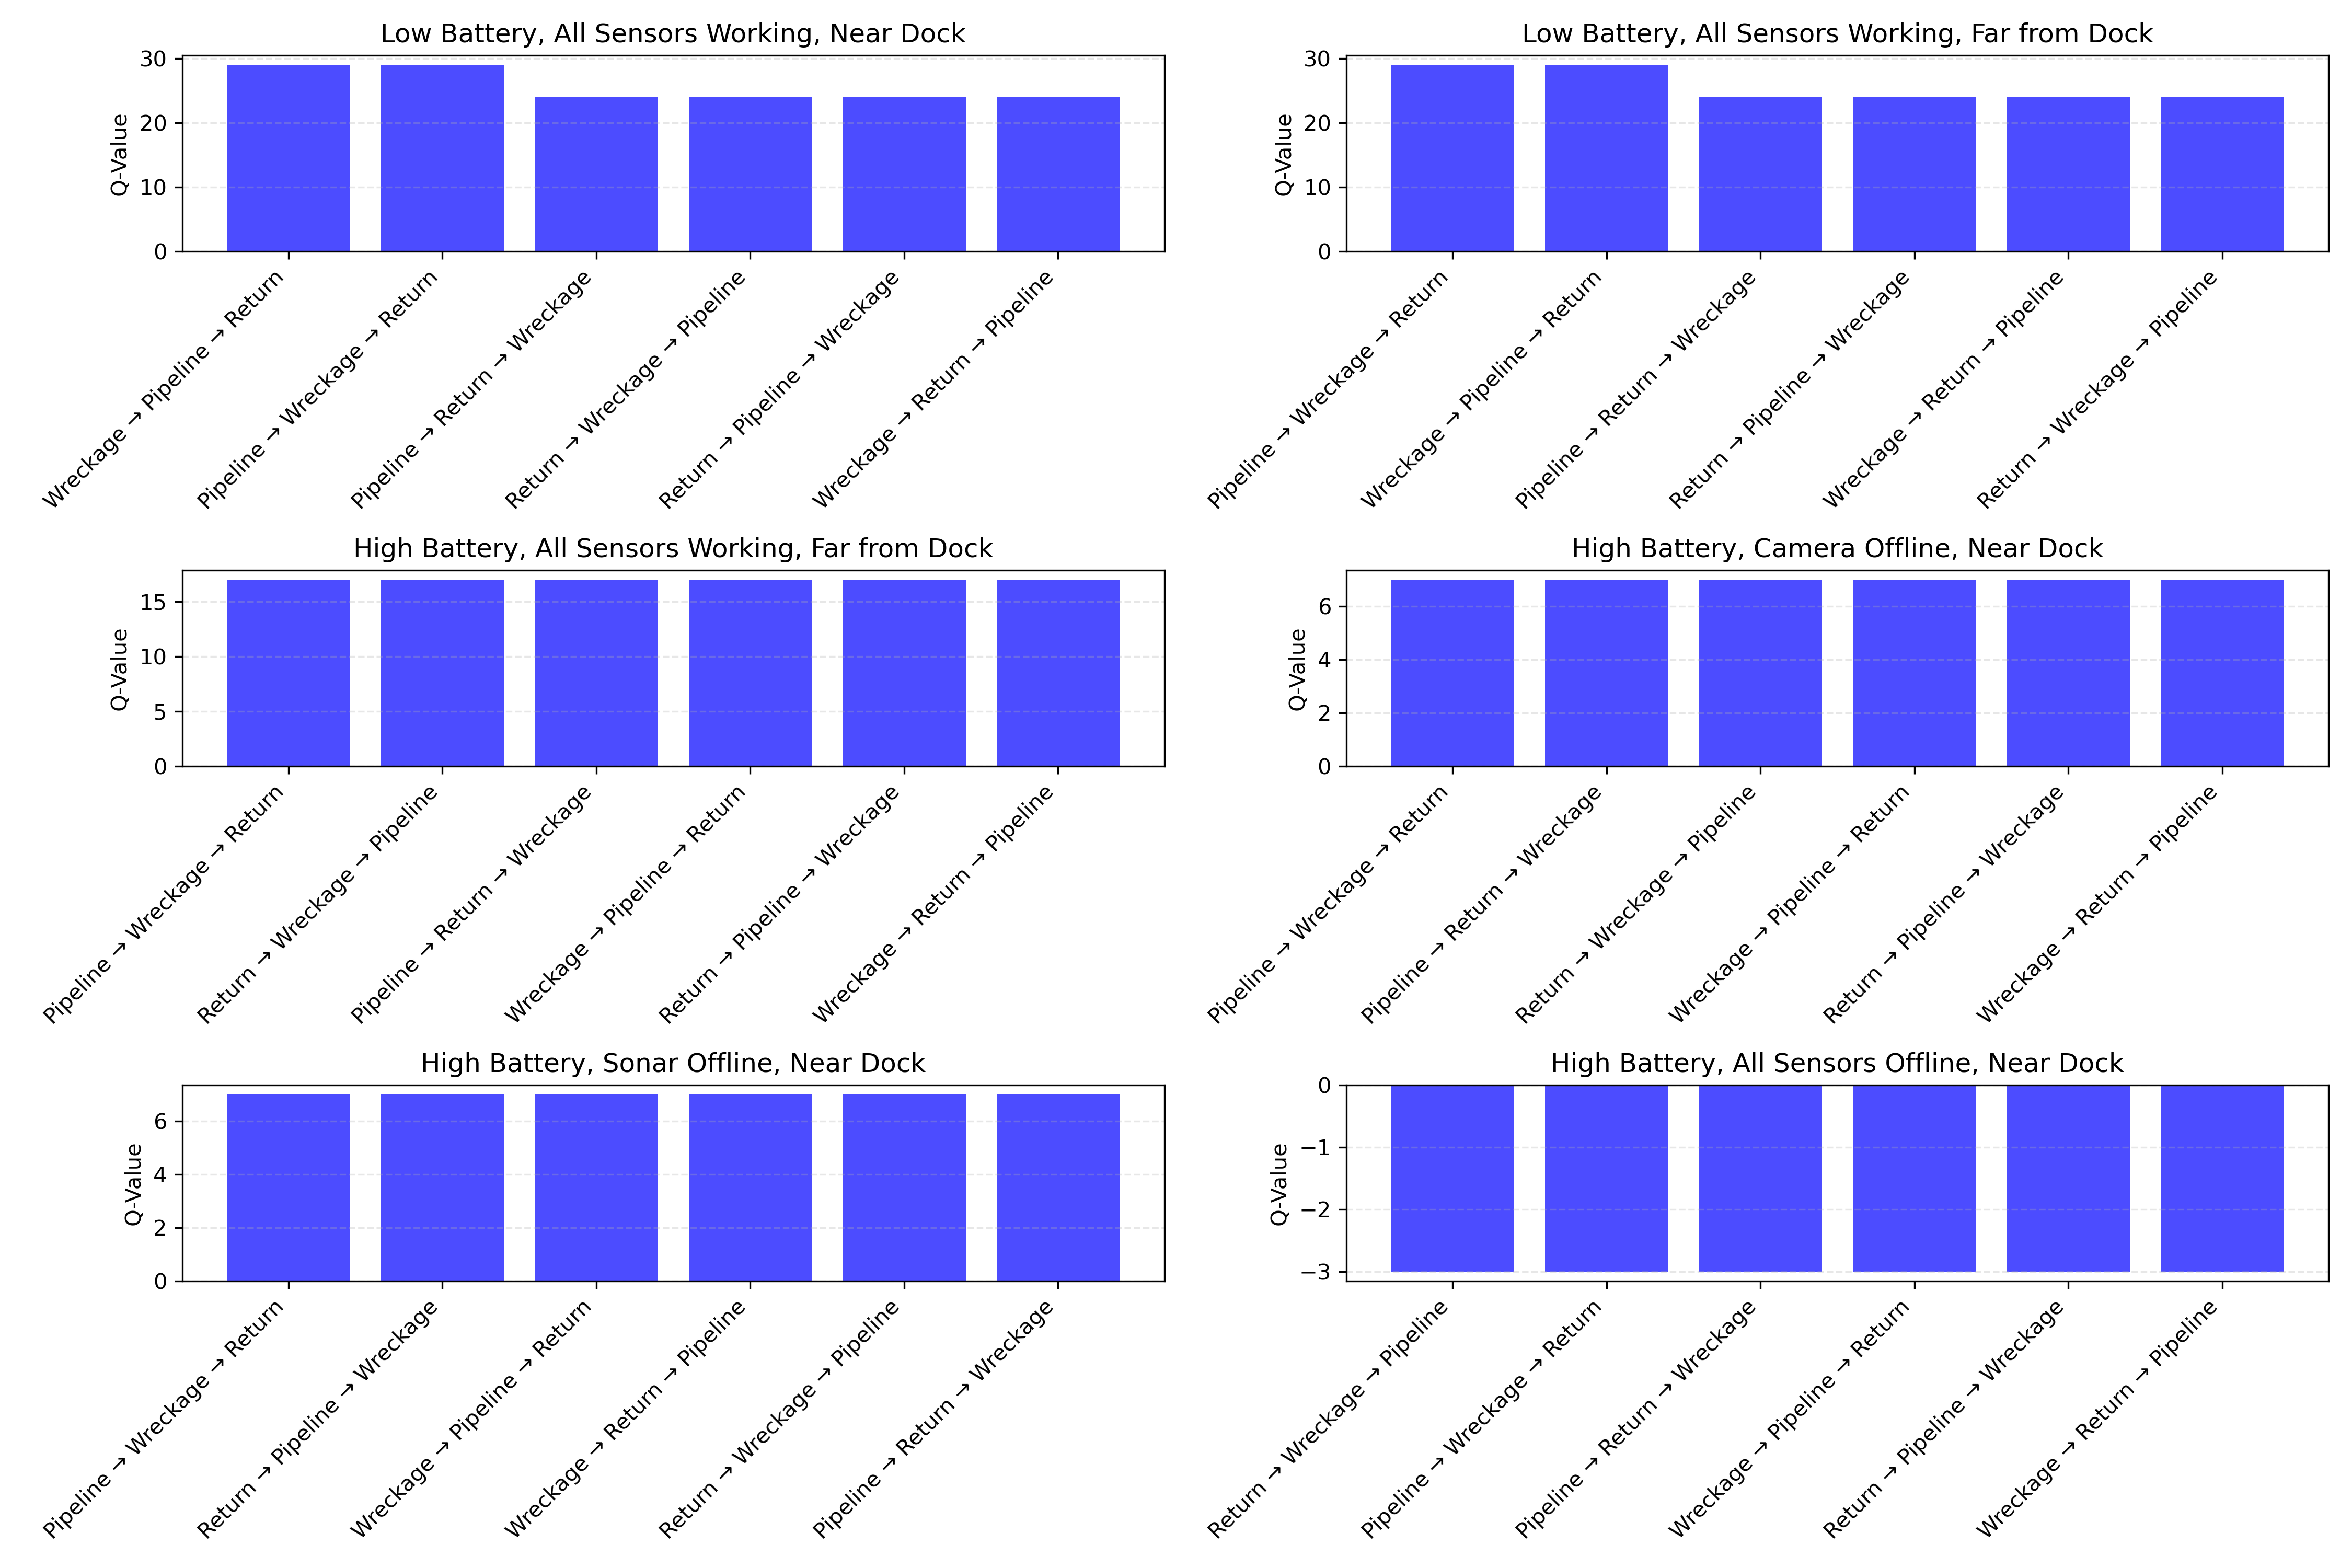 Low Battery, All Sensors Working, Near Dock
Q-Value
30
20
10
0
Wreckage → Pipeline → Return
Pipeline → Wreckage → Return
Pipeline → Return → Wreckage
Return → Wreckage → Pipeline
Return → Pipeline → Wreckage
Wreckage → Return → Pipeline
Low Battery, All Sensors Working, Far from Dock
Q-Value
30
20
10
0
Pipeline → Wreckage → Return
Wreckage → Pipeline → Return
Pipeline → Return → Wreckage
Return → Pipeline → Wreckage
Wreckage → Return → Pipeline
Return → Wreckage → Pipeline
High Battery, All Sensors Working, Far from Dock
Q-Value
15
10
5
0
Pipeline → Wreckage → Return
Return → Wreckage → Pipeline
Pipeline → Return → Wreckage
Wreckage → Pipeline → Return
Return → Pipeline → Wreckage
Wreckage → Return → Pipeline
High Battery, Camera Offline, Near Dock
Q-Value
6
4
2
0
Pipeline → Wreckage → Return
Pipeline → Return → Wreckage
Return → Wreckage → Pipeline
Wreckage → Pipeline → Return
Return → Pipeline → Wreckage
Wreckage → Return → Pipeline
High Battery, Sonar Offline, Near Dock
Q-Value
6
4
2
0
Pipeline → Wreckage → Return
Return → Pipeline → Wreckage
Wreckage → Pipeline → Return
Wreckage → Return → Pipeline
Return → Wreckage → Pipeline
Pipeline → Return → Wreckage
High Battery, All Sensors Offline, Near Dock
Q-Value
0
−1
−2
−3
Return → Wreckage → Pipeline
Pipeline → Wreckage → Return
Pipeline → Return → Wreckage
Wreckage → Pipeline → Return
Return → Pipeline → Wreckage
Wreckage → Return → Pipeline